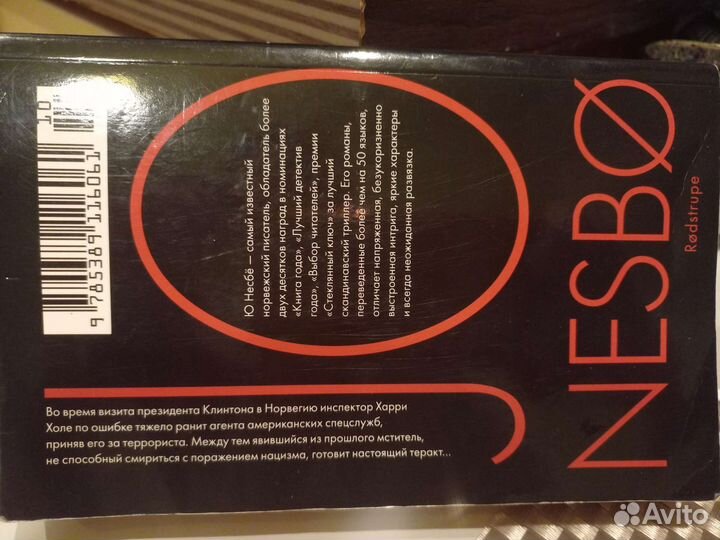 JO
NESBØ
Rødstrupe
Ю Несбё — самый известный
норвежский писатель, обладатель более
двух десятков наград в номинациях
«Книга года», «Лучший детектив
года», «Выбор читателей», премии
«Стеклянный ключ» за лучший
скандинавский триллер. Его романы,
переведенные более чем на 50 языков,
отличает напряженная, безукоризненно
выстроенная интрига, яркие характеры
и всегда неожиданная развязка.
Во время визита президента Клинтона в Норвегию инспектор Харри
Холе по ошибке тяжело ранит агента американских спецслужб,
приняв его за террориста. Между тем явившийся из прошлого мститель,
не способный смириться с поражением нацизма, готовит настоящий теракт...
10
9 785389 116061
Avito